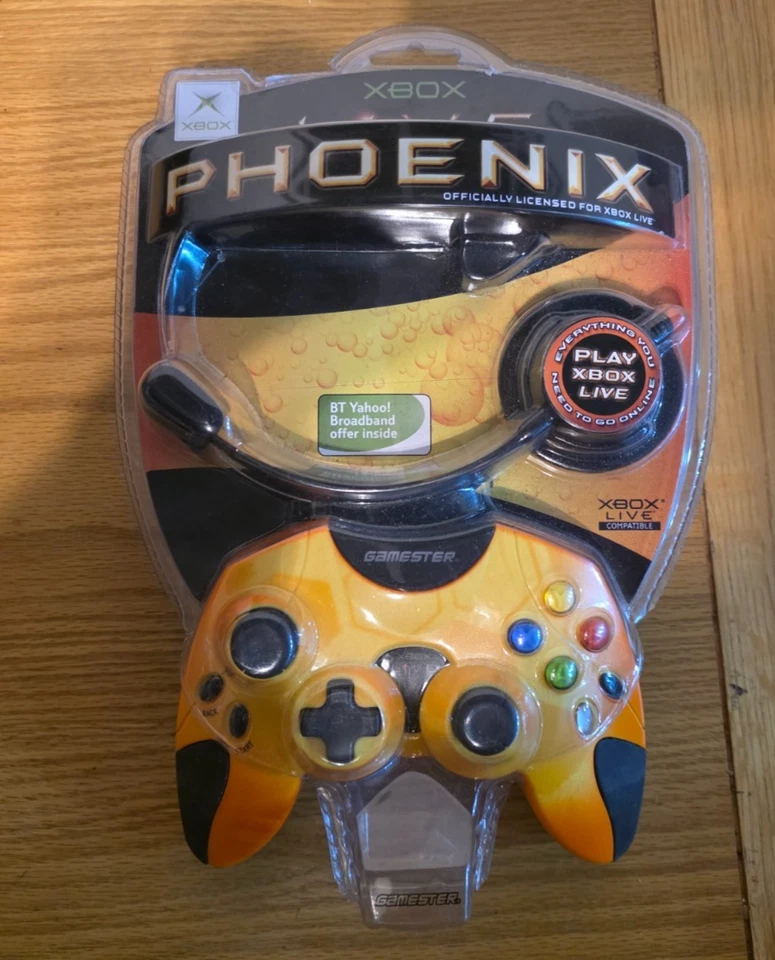 XBOX
XBOX
LIVE
PHOENIX
OFFICIALLY LICENSED FOR XBOX LIVE
EVERYTHING YOU
PLAY
XBOX
LIVE
NEED TO GO ONLINE
BT Yahoo!
Broadband
offer inside
XBOX
LIVE
COMPATIBLE
GAMESTER
BACK
START
GAMESTER